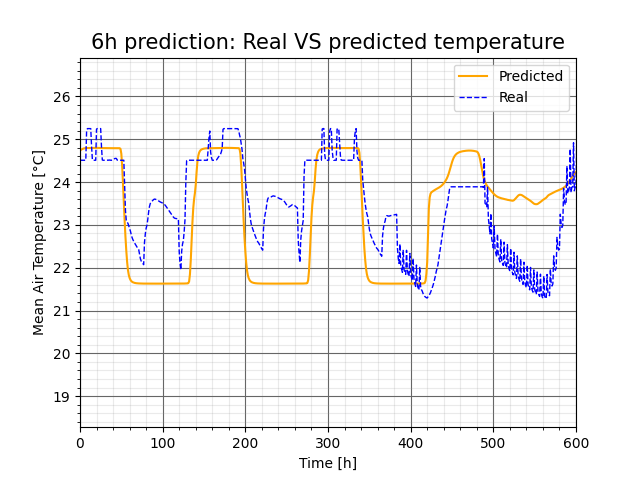 6h prediction: Real VS predicted temperature
Predicted
Real
Mean Air Temperature [°C]
26
25
24
23
22
21
20
19
0 100 200 300 400 500 600
Time [h]